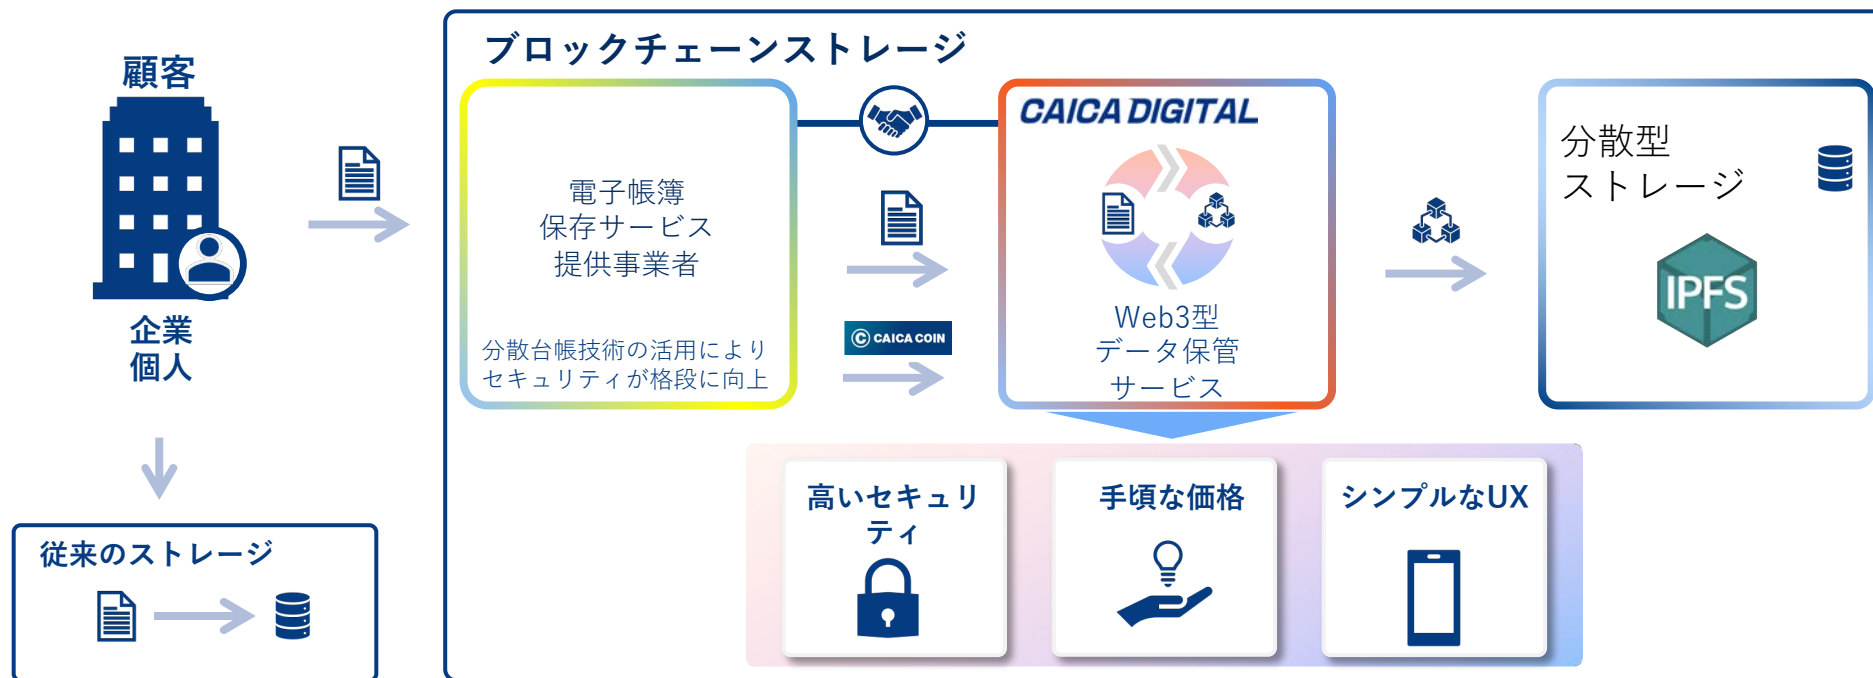 顧客
企業
個人
従来のストレージ
ブロックチェーンストレージ
電子帳簿
保存サービス
提供事業者
分散台帳技術の活用により
セキュリティが格段に向上
© CAICA COIN
CAICA DIGITAL
Web3型
データ保管
サービス
分散型
ストレージ
IPFS
高いセキュリ
ティ
手頃な価格
シンプルなUX